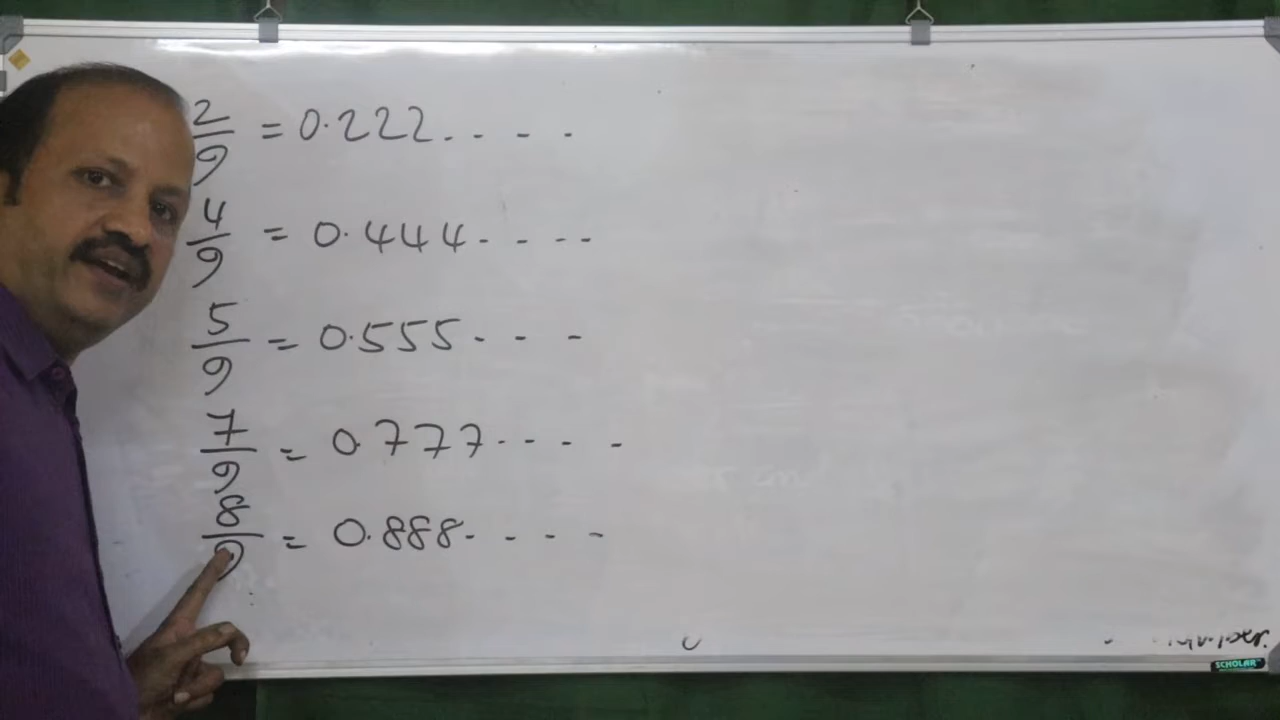 2/9 = 0.222. - - -
4/9 = 0.444- - - -
5/9 = 0.555- - -
7/9 = 0.777- - - -
8/9 = 0.888- - - -
SCHOLAR